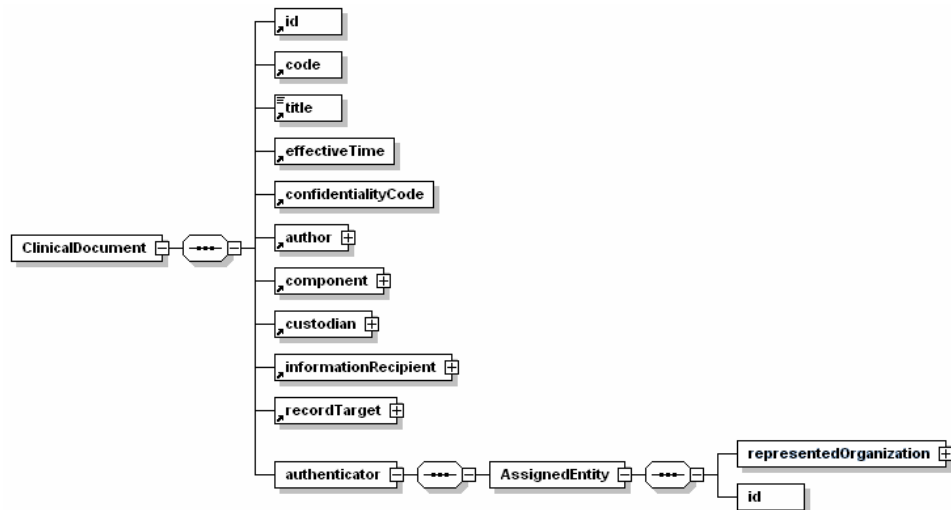 id
code
title
effectiveTime
confidentialityCode
author
ClinicalDocument
component
custodian
informationRecipient
recordTarget
representedOrganization
authenticator
AssignedEntity
id